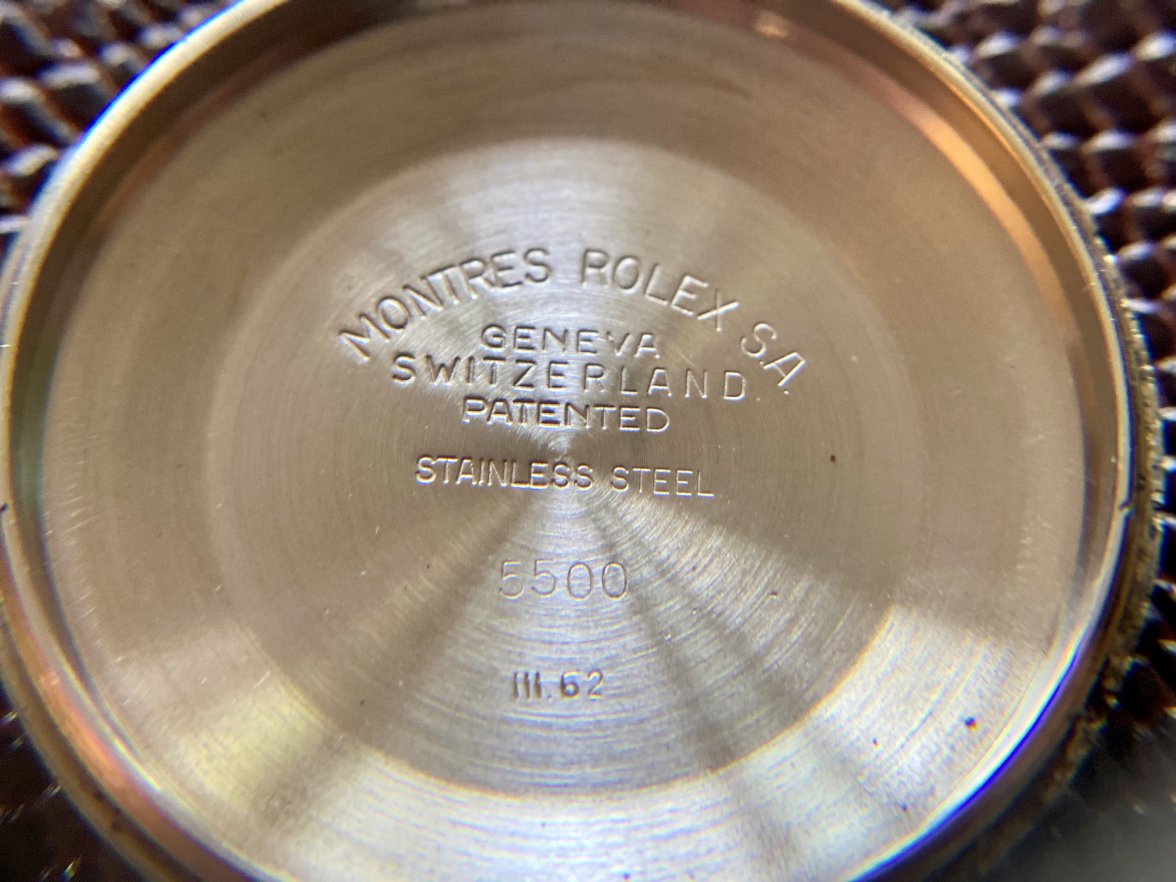 MONTRES ROLEX S.A.
GENEVA
SWITZERLAND
PATENTED
STAINLESS STEEL
5500
III.62